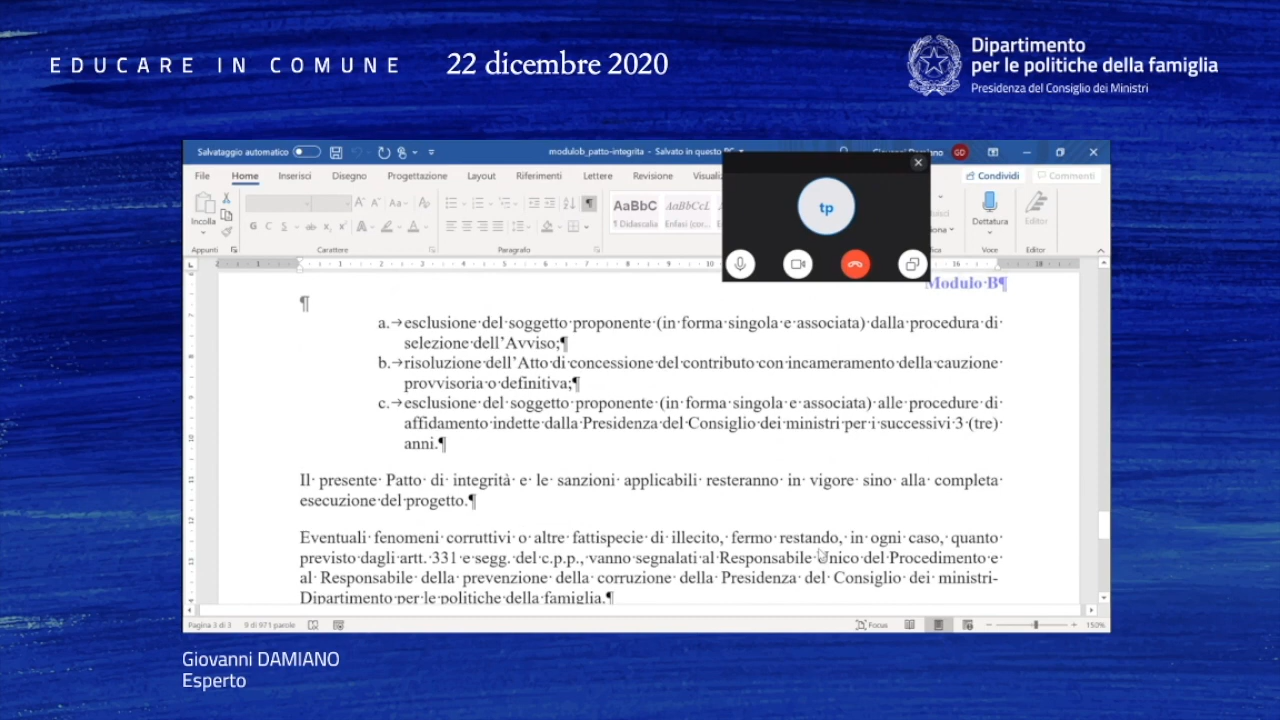 EDUCARE IN COMUNE
22 dicembre 2020
Dipartimento
per le politiche della famiglia
Presidenza del Consiglio dei Ministri
Salvataggio automatico
modulob_patto-integrita - Salvato in questo
GD
File Home Inserisci Disegno Progettazione Layout Riferimenti Lettere Revisione Visualiz
Condividi
Commenti
tp
Incolla
AaBbC
AaBbCcL
¶ Didascalia
Enfasi (cor...
Dettatura
Editor
Appunti
Carattere
Paragrafo
Voce
Editor
Modulo·B¶
¶
a.→esclusione·del·soggetto·proponente·(in·forma·singola·e·associata)·dalla·procedura·di·
selezione·dell'Avviso;¶
b.→risoluzione·dell'Atto·di·concessione·del·contributo·con·incameramento·della·cauzione·
provvisoria·o·definitiva;¶
c.→esclusione·del·soggetto·proponente·(in·forma·singola·e·associata)·alle·procedure·di·
affidamento·indette·dalla·Presidenza·del·Consiglio·dei·ministri·per·i·successivi·3·(tre)·
anni.¶
Il·presente·Patto·di·integrità·e·le·sanzioni·applicabili·resteranno·in·vigore·sino·alla·completa·
esecuzione·del·progetto.¶
Eventuali·fenomeni·corruttivi·o·altre·fattispecie·di·illecito,·fermo·restando,·in·ogni·caso,·quanto·
previsto·dagli·artt.·331·e·segg.·del·c.p.p.,·vanno·segnalati·al·Responsabile·Unico·del·Procedimento·e·
al·Responsabile·della·prevenzione·della·corruzione·della·Presidenza·del·Consiglio·dei·ministri-
Dipartimento·per·le·politiche·della·famiglia.¶
Pagina 3 di 3
9 di 971 parole
Focus
150%
Giovanni DAMIANO
Esperto